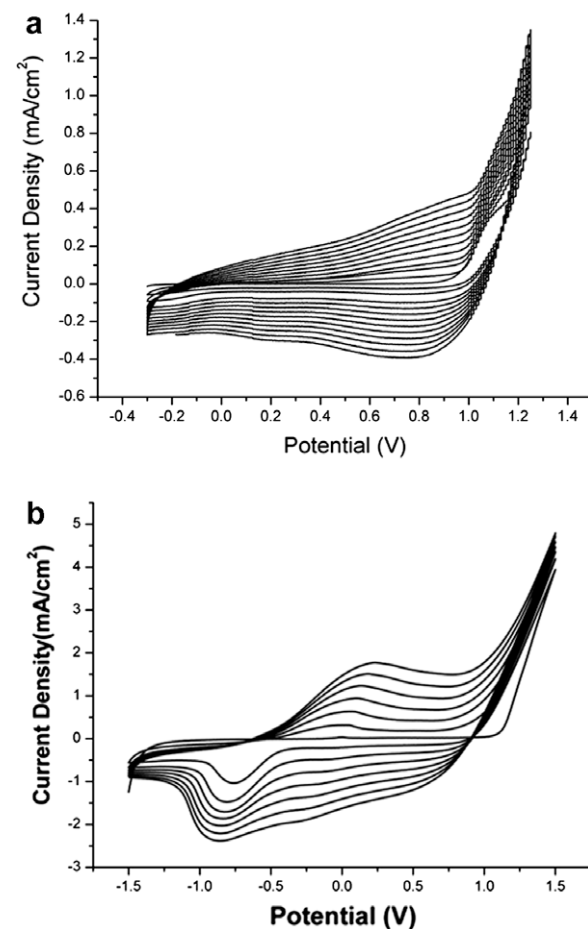 a
1.4
1.2
1.0
0.8
0.6
0.4
0.2
0.0
-0.2
-0.4
-0.6
Current Density (mA/cm²)
-0.4 -0.2 0.0 0.2 0.4 0.6 0.8 1.0 1.2 1.4
Potential (V)
b
5
4
3
2
1
0
-1
-2
-3
Current Density(mA/cm²)
-1.5 -1.0 -0.5 0.0 0.5 1.0 1.5
Potential (V)